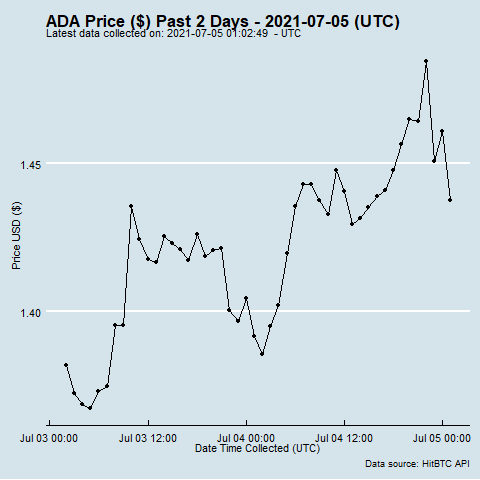 ADA Price ($) Past 2 Days - 2021-07-05 (UTC)
Latest data collected on: 2021-07-05 01:02:49 - UTC
1.45
Price USD ($)
1.40
Jul 03 00:00 Jul 03 12:00 Jul 04 00:00 Jul 04 12:00 Jul 05 00:00
Date Time Collected (UTC)
Data source: HitBTC API